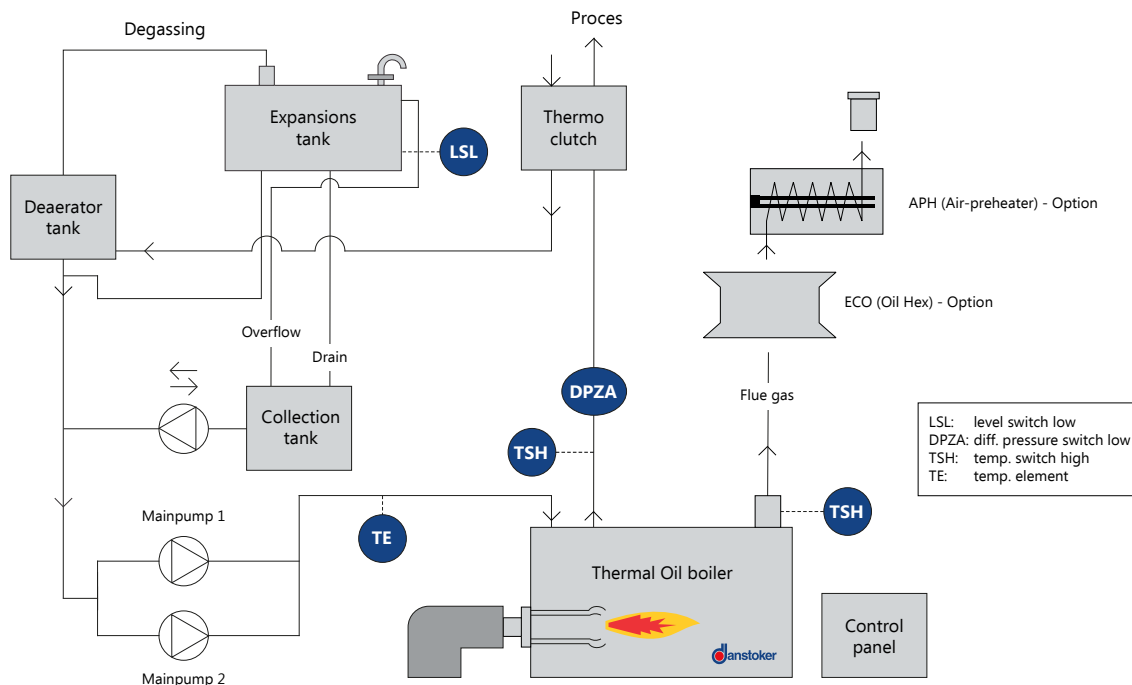 Degassing
Proces
Expansions
tank
LSL
Thermo
clutch
Deaerator
tank
APH (Air-preheater) - Option
ECO (Oil Hex) - Option
Overflow
Drain
DPZA
Flue gas
Collection
tank
TSH
LSL: level switch low
DPZA: diff. pressure switch low
TSH: temp. switch high
TE: temp. element
Mainpump 1
TE
TSH
Thermal Oil boiler
Control
panel
danstoker
Mainpump 2